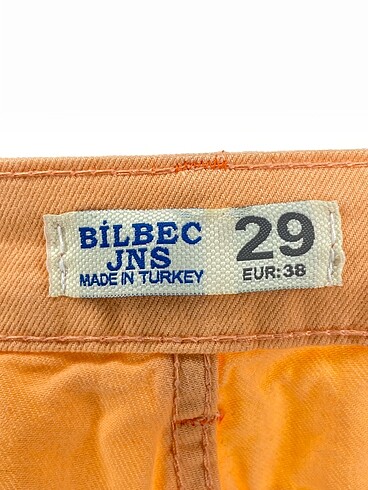 BİLBEC
JNS
MADE IN TURKEY
29
EUR:38